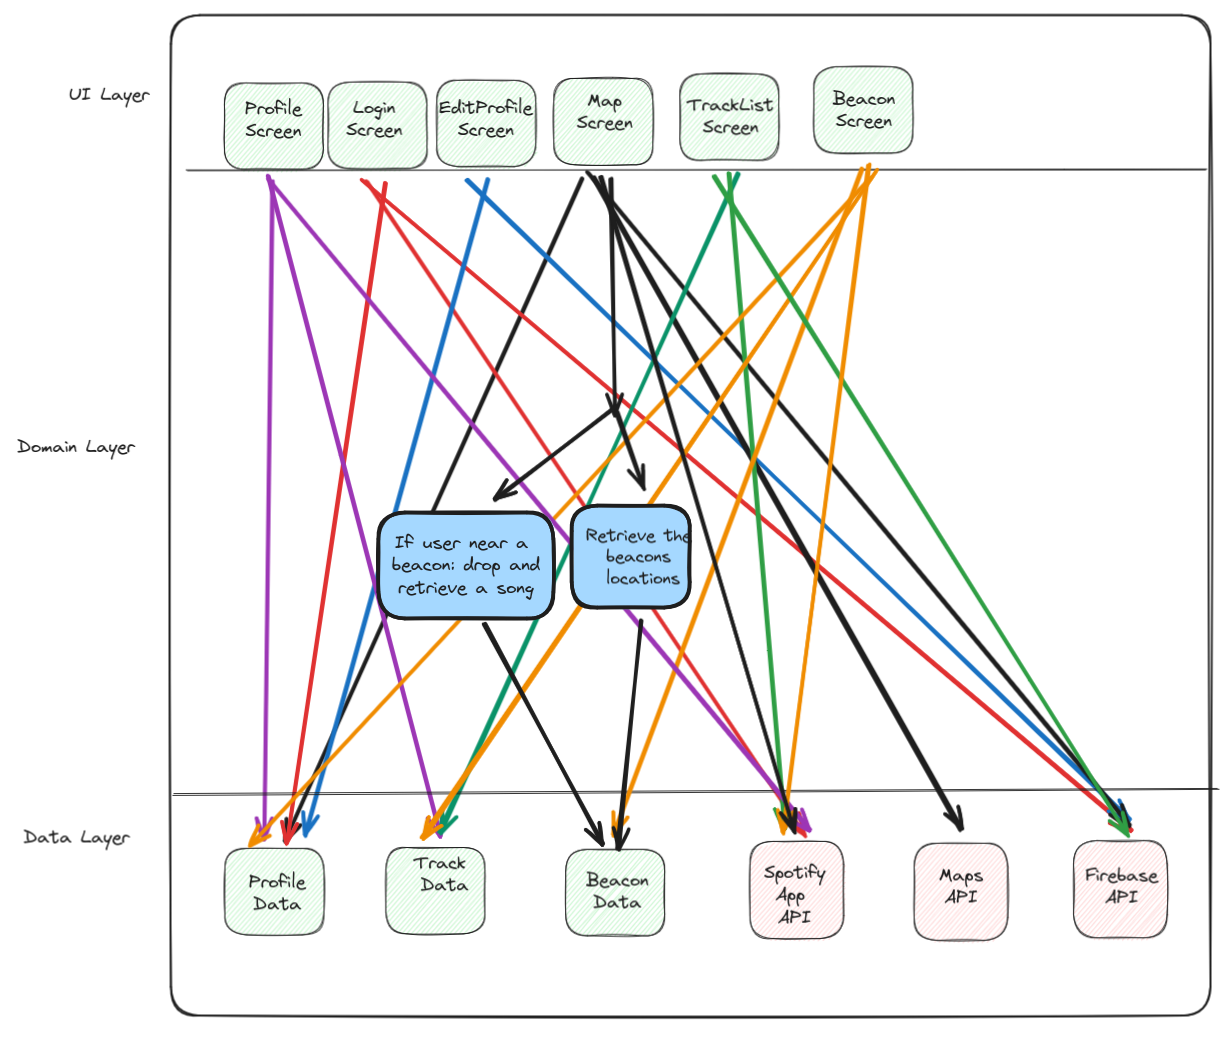 UI Layer
Profile
Screen
Login
Screen
EditProfile
Screen
Map
Screen
TrackList
Screen
Beacon
Screen
Domain Layer
If user near a
beacon: drop and
retrieve a song
Retrieve the
beacons
locations
Data Layer
Profile
Data
Track
Data
Beacon
Data
Spotify
App
API
Maps
API
Firebase
API